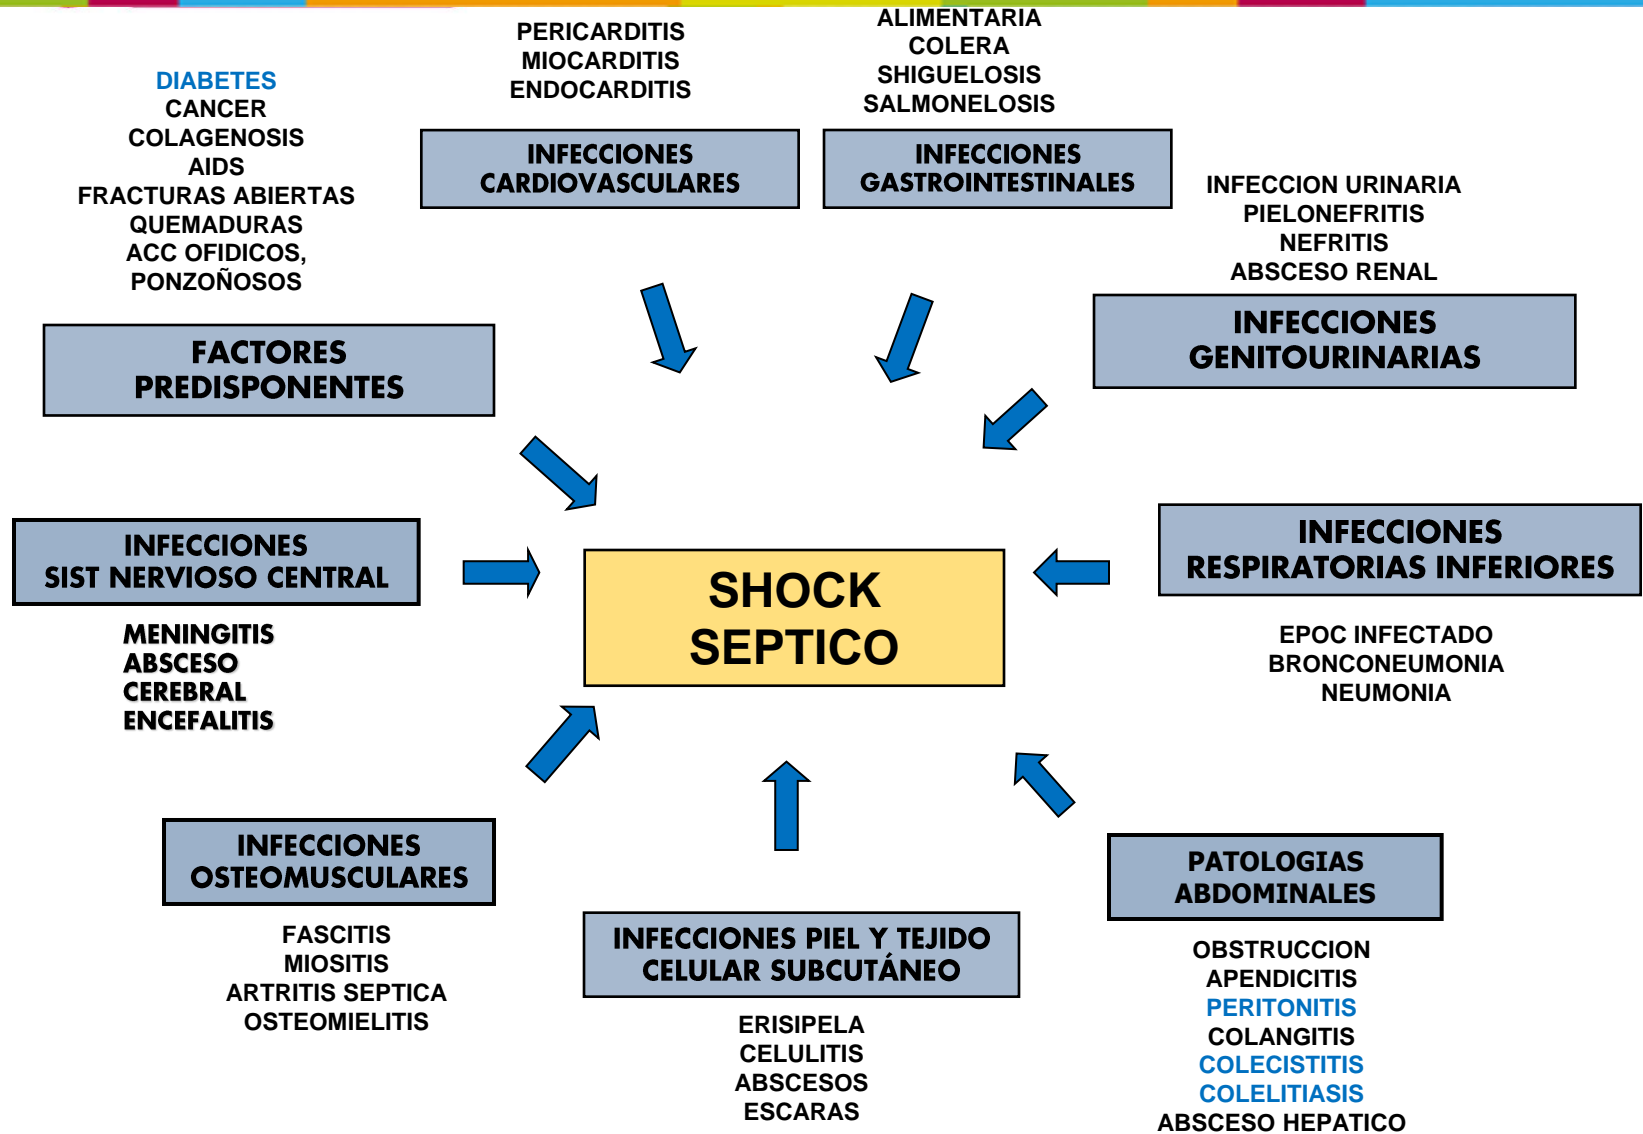 PERICARDITIS
MIOCARDITIS
ENDOCARDITIS
INFECCIONES
CARDIOVASCULARES
ALIMENTARIA
COLERA
SHIGUELOSIS
SALMONELOSIS
INFECCIONES
GASTROINTESTINALES
DIABETES
CANCER
COLAGENOSIS
AIDS
FRACTURAS ABIERTAS
QUEMADURAS
ACC OFIDICOS,
PONZOÑOSOS
FACTORES
PREDISPONENTES
INFECCION URINARIA
PIELONEFRITIS
NEFRITIS
ABSCESO RENAL
INFECCIONES
GENITOURINARIAS
INFECCIONES
SIST NERVIOSO CENTRAL
MENINGITIS
ABSCESO
CEREBRAL
ENCEFALITIS
SHOCK
SEPTICO
INFECCIONES
RESPIRATORIAS INFERIORES
EPOC INFECTADO
BRONCONEUMONIA
NEUMONIA
INFECCIONES
OSTEOMUSCULARES
FASCITIS
MIOSITIS
ARTRITIS SEPTICA
OSTEOMIELITIS
INFECCIONES PIEL Y TEJIDO
CELULAR SUBCUTÁNEO
ERISIPELA
CELULITIS
ABSCESOS
ESCARAS
PATOLOGIAS
ABDOMINALES
OBSTRUCCION
APENDICITIS
PERITONITIS
COLANGITIS
COLECISTITIS
COLELITIASIS
ABSCESO HEPATICO